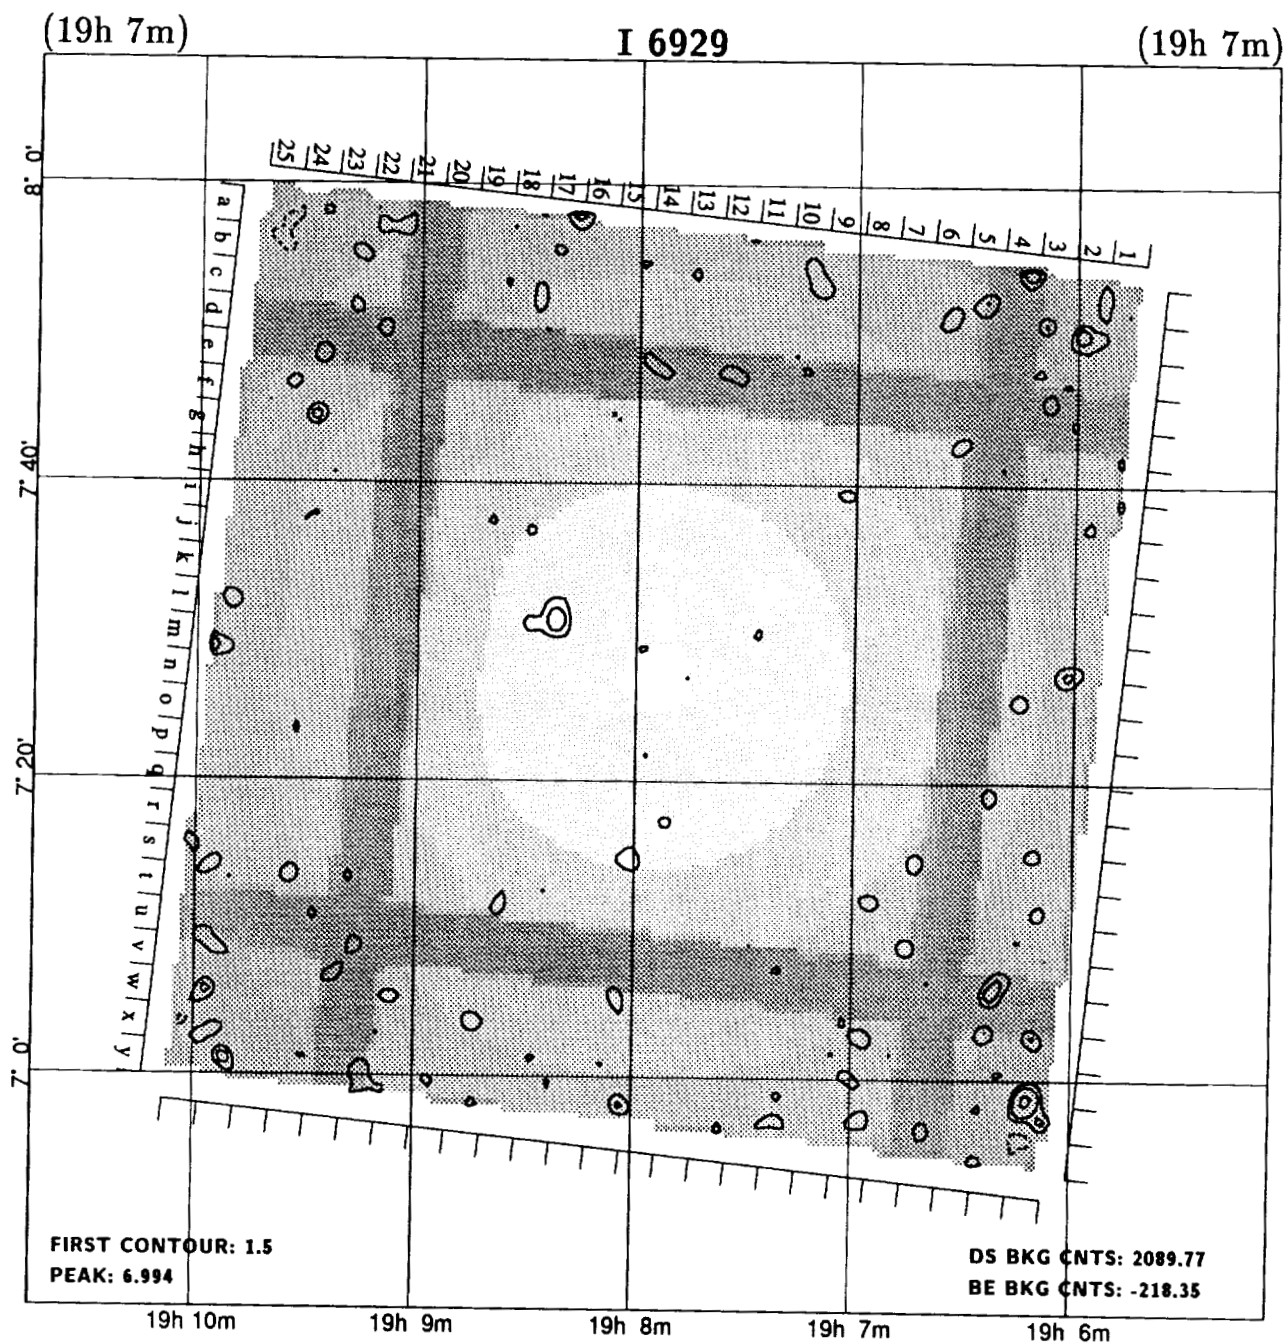 (19h 7m) I 6929 (19h 7m)
25 24 23 22 21 20 19 18 17 16 15 14 13 12 11 10 9 8 7 6 5 4 3 2 1
8° 0'
a
b
c
d
e
f
g
h
i
j
k
l
m
n
o
p
q
r
s
t
u
v
w
x
y
7° 40'
7° 20'
7° 0'
FIRST CONTOUR: 1.5
PEAK: 6.994
DS BKG CNTS: 2089.77
BE BKG CNTS: -218.35
19h 10m 19h 9m 19h 8m 19h 7m 19h 6m